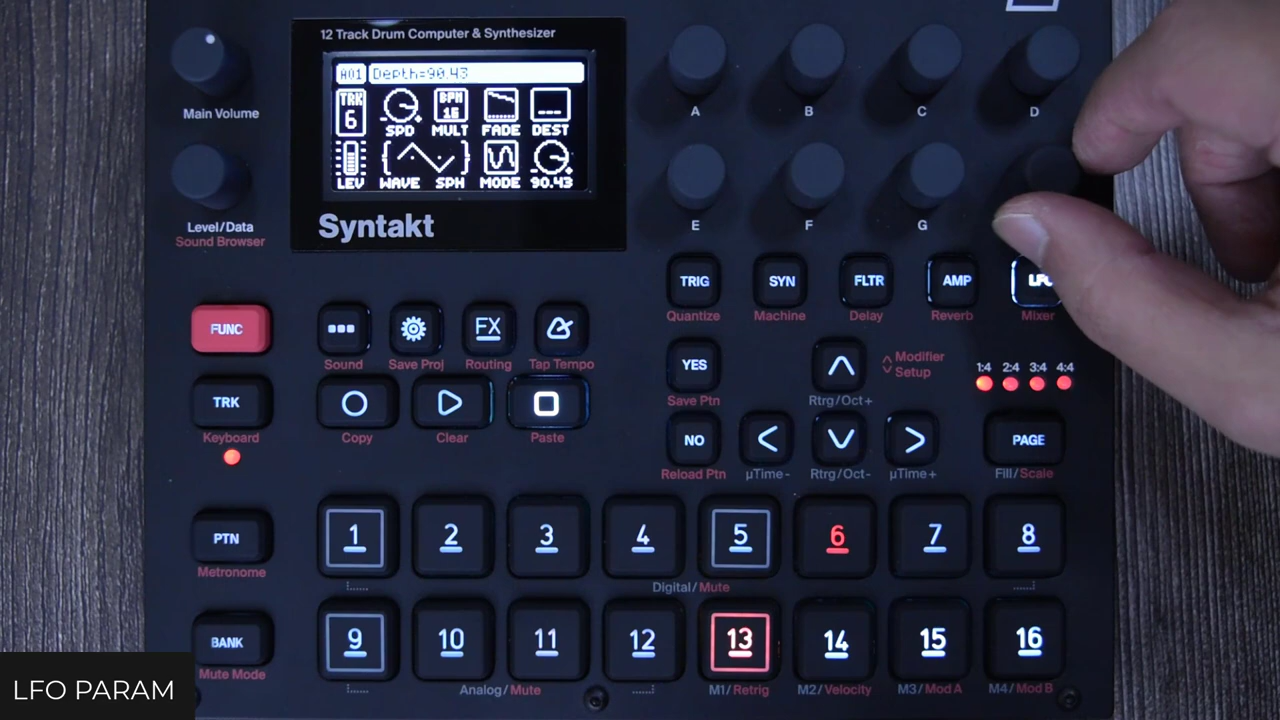 12 Track Drum Computer & Synthesizer
A01 Depth=90.43
TRK 6 SPD BPM 16 MULT FADE DEST
LEV WAVE SPH MODE 90.43
Syntakt
Main Volume
Level/Data
Sound Browser
A B C D
E F G
TRIG SYN FLTR AMP LFO
Quantize Machine Delay Reverb Mixer
FUNC
FX
Sound Save Proj Routing Tap Tempo
YES
Save Ptn
Rtrg/Oct+
Modifier
Setup
1:4 2:4 3:4 4:4
TRK
Keyboard
Copy Clear Paste
NO
Reload Ptn µTime- Rtrg/Oct- µTime+
PAGE
Fill/Scale
PTN
Metronome
1 2 3 4 5 6 7 8
Digital/Mute
BANK
Mute Mode
9 10 11 12 13 14 15 16
Analog/Mute M1/Retrig M2/Velocity M3/Mod A M4/Mod B
LFO PARAM